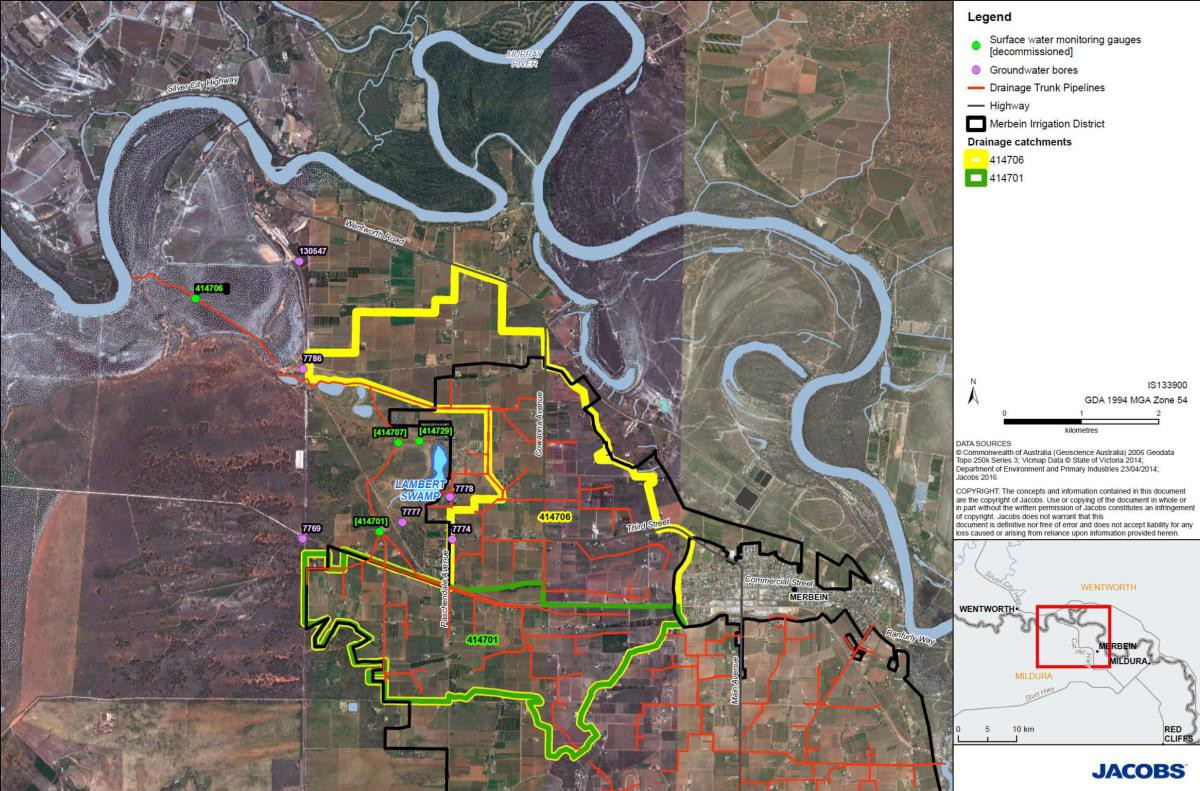 MURRAY
RIVER
Silver City Highway
Wentworth Road
130547
414706
7786
Cowanna Avenue
[414707]
[414729]
LAMBERT
SWAMP
7778
7777
[414701]
414706
7769
7774
Third Street
Paschendale Avenue
Commercial Street
MERBEIN
414701
Ranfurly Way
Main Avenue
Legend
Surface water monitoring gauges
[decommissioned]
Groundwater bores
Drainage Trunk Pipelines
Highway
Merbein Irrigation District
Drainage catchments
414706
414701
N
IS133900
GDA 1994 MGA Zone 54
0 1 2
kilometres
DATA SOURCES
© Commonwealth of Australia (Geoscience Australia) 2006 Geodata
Topo 250k Series 3; Vicmap Data © State of Victoria 2014;
Department of Environment and Primary Industries 23/04/2014;
Jacobs 2016
COPYRIGHT: The concepts and information contained in this document
are the copyright of Jacobs. Use or copying of the document in whole or
in part without the written permission of Jacobs constitutes an infringement
of copyright. Jacobs does not warrant that this
document is definitive nor free of error and does not accept liability for any
loss caused or arising from reliance upon information provided herein.
Silver City Hwy
WENTWORTH
WENTWORTH
MERBEIN
MILDURA
MILDURA
Sturt Hwy
0 5 10 km
RED
CLIFFS
JACOBS